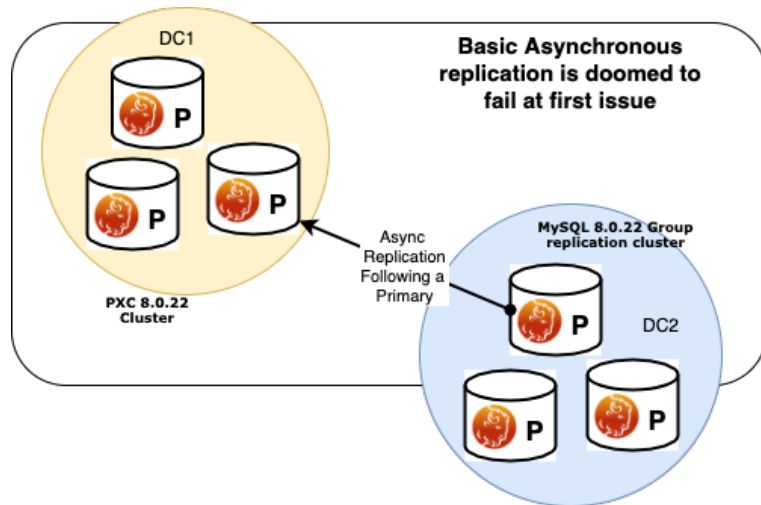 DC1
Basic Asynchronous
replication is doomed to
fail at first issue
P
P
P
PXC 8.0.22
Cluster
Async
Replication
Following a
Primary
MySQL 8.0.22 Group
replication cluster
P
DC2
P
P